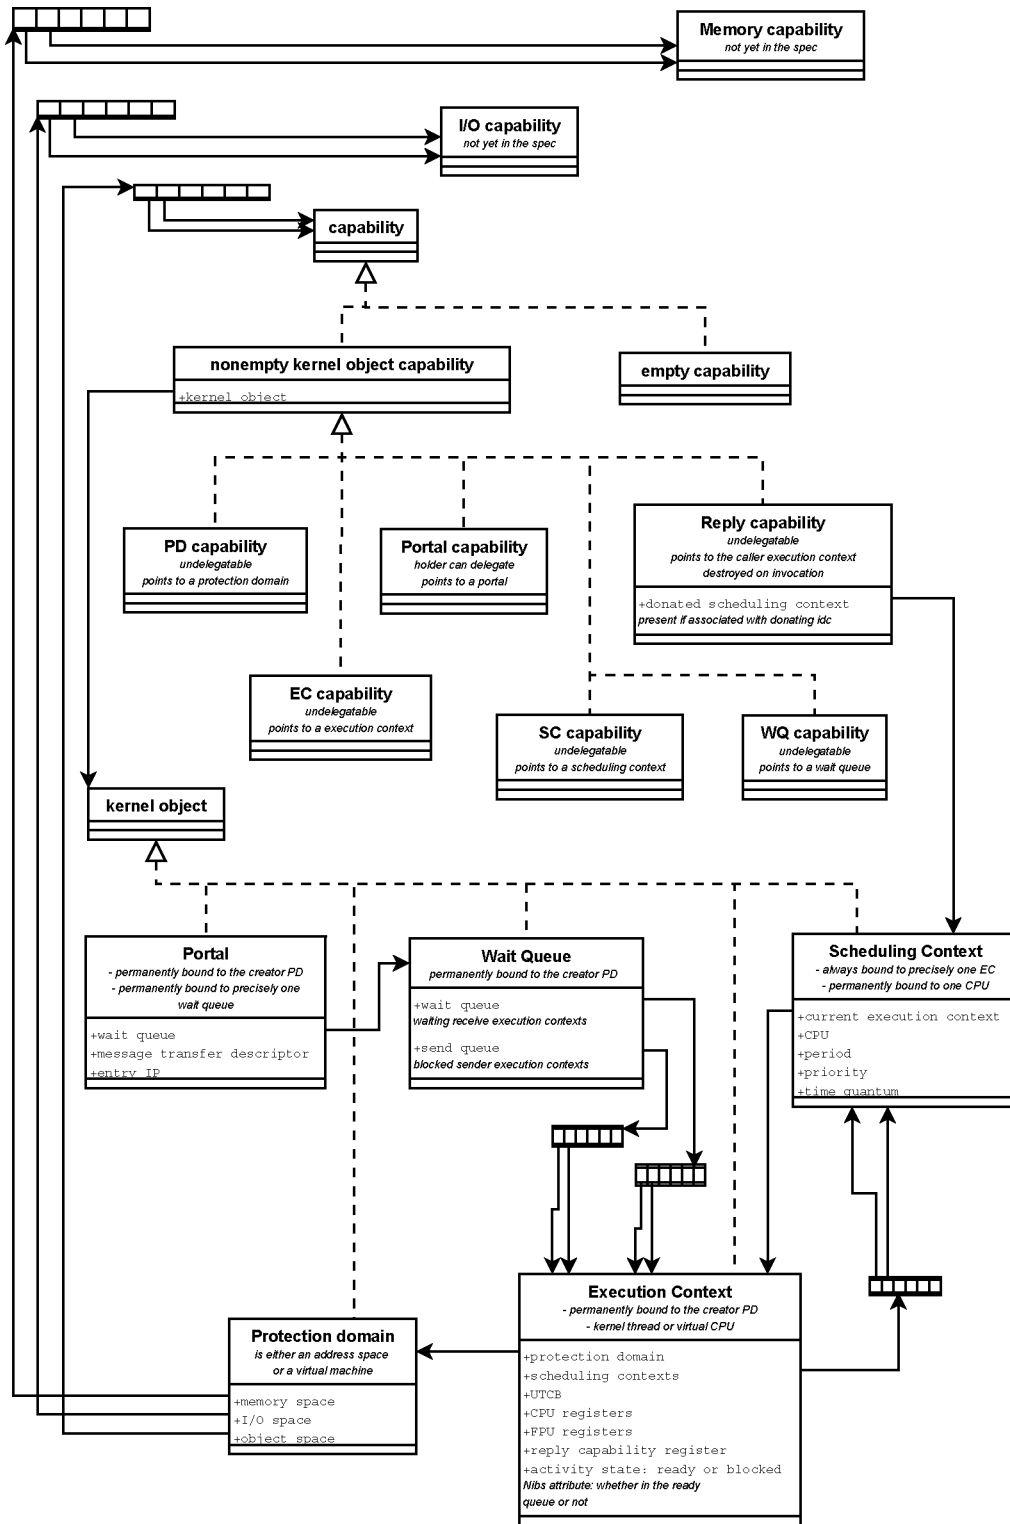 Memory capability
not yet in the spec
I/O capability
not yet in the spec
capability
nonempty kernel object capability
+kernel object
empty capability
PD capability
undelegatable
points to a protection domain
Portal capability
holder can delegate
points to a portal
Reply capability
undelegatable
points to the caller execution context
destroyed on invocation
+donated scheduling context
present if associated with donating idc
EC capability
undelegatable
points to a execution context
SC capability
undelegatable
points to a scheduling context
WQ capability
undelegatable
points to a wait queue
kernel object
Portal
- permanently bound to the creator PD
- permanently bound to precisely one
wait queue
+wait queue
+message transfer descriptor
+entry IP
Wait Queue
permanently bound to the creator PD
+wait queue
waiting receive execution contexts
+send queue
blocked sender execution contexts
Scheduling Context
- always bound to precisely one EC
- permanently bound to one CPU
+current execution context
+CPU
+period
+priority
+time quantum
Execution Context
- permanently bound to the creator PD
- kernel thread or virtual CPU
+protection domain
+scheduling contexts
+UTCB
+CPU registers
+FPU registers
+reply capability register
+activity state: ready or blocked
Nibs attribute: whether in the ready
queue or not
Protection domain
is either an address space
or a virtual machine
+memory space
+I/O space
+object space